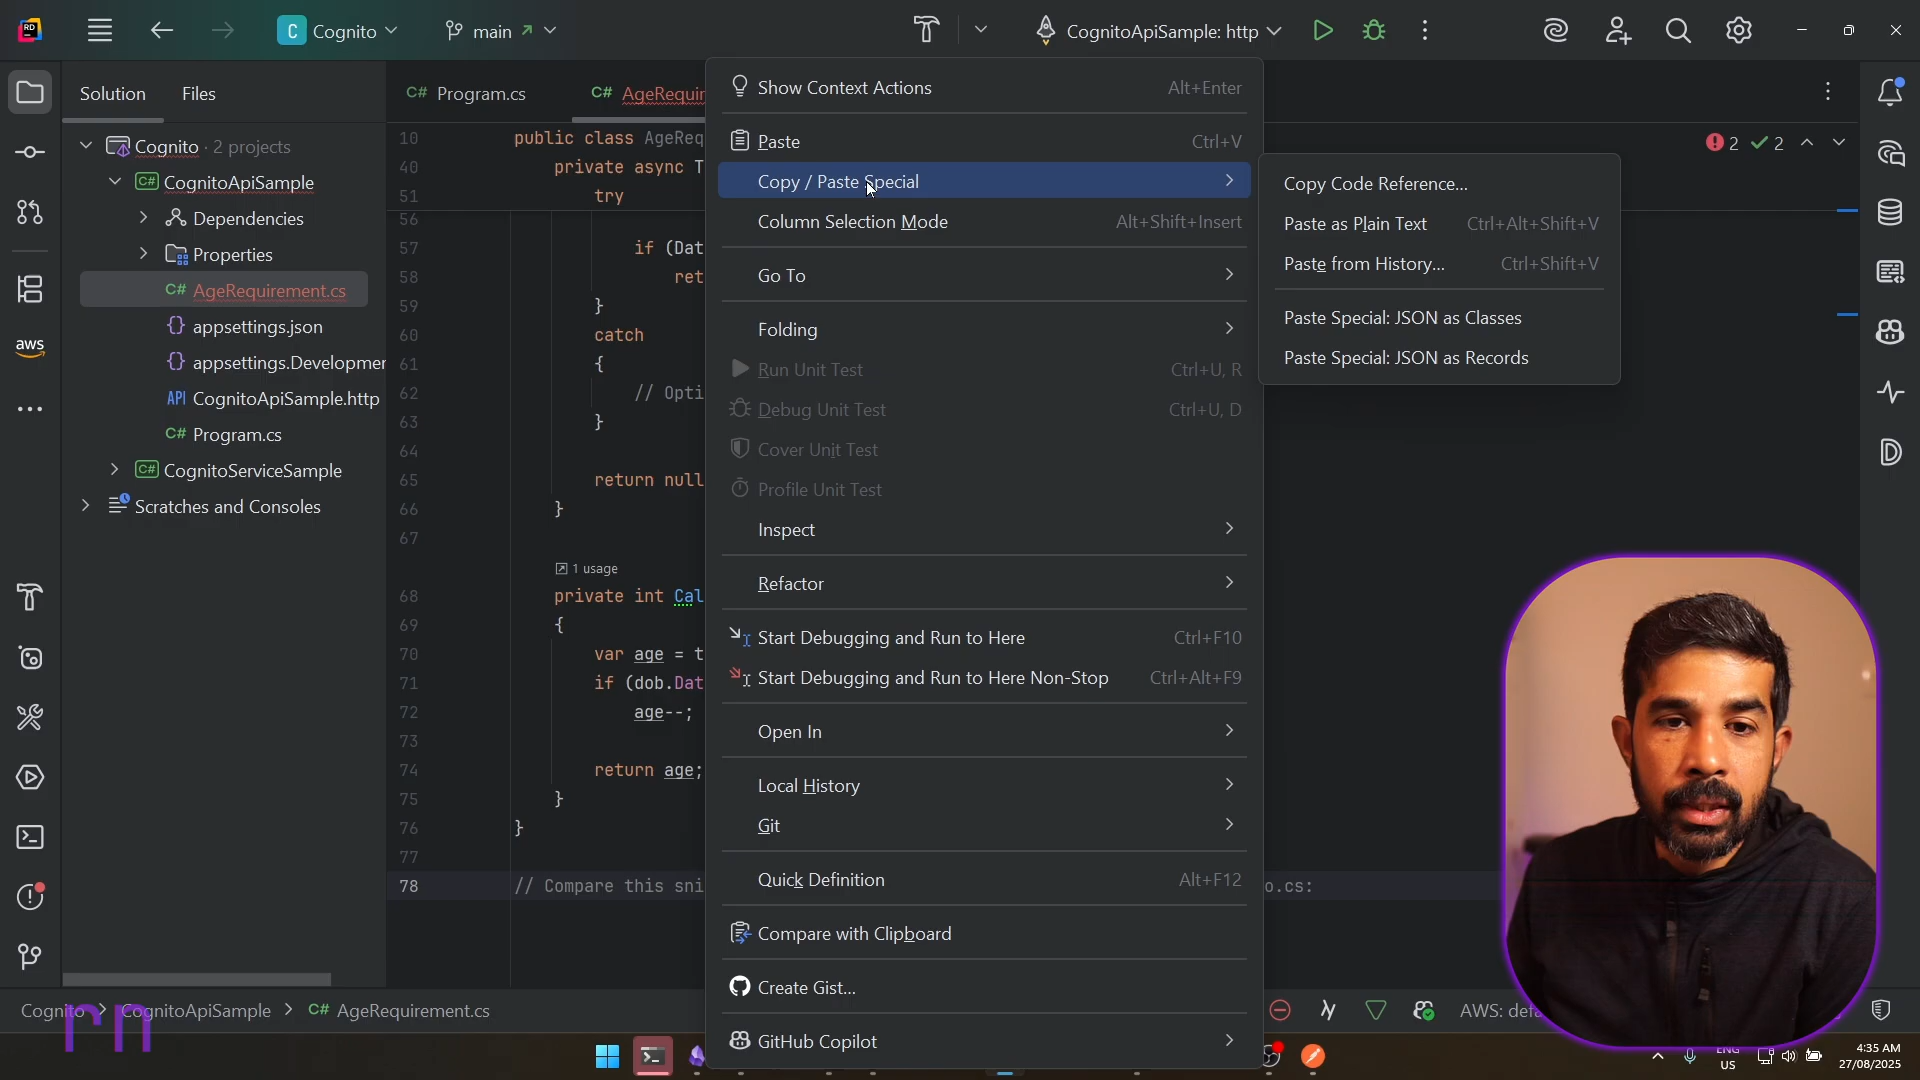 Cognito
main
CognitoApiSample: http
Solution
Files
Program.cs
AgeRequir
Cognito · 2 projects
CognitoApiSample
Dependencies
Properties
AgeRequirement.cs
appsettings.json
appsettings.Developmen
CognitoApiSample.http
Program.cs
CognitoServiceSample
Scratches and Consoles
10 public class AgeReq
40 private async T
51 try
56
57 if (Dat
58 ret
59 }
60 catch
61 {
62 // Opti
63 }
64
65 return null
66 }
67
1 usage
68 private int Cal
69 {
70 var age = t
71 if (dob.Dat
72 age--;
73
74 return age;
75 }
76 }
77
78 // Compare this sni
o.cs:
2 2
Show Context Actions Alt+Enter
Paste Ctrl+V
Copy / Paste Special
Column Selection Mode Alt+Shift+Insert
Go To
Folding
Run Unit Test Ctrl+U, R
Debug Unit Test Ctrl+U, D
Cover Unit Test
Profile Unit Test
Inspect
Refactor
Start Debugging and Run to Here Ctrl+F10
Start Debugging and Run to Here Non-Stop Ctrl+Alt+F9
Open In
Local History
Git
Quick Definition Alt+F12
Compare with Clipboard
Create Gist...
GitHub Copilot
Copy Code Reference...
Paste as Plain Text Ctrl+Alt+Shift+V
Paste from History... Ctrl+Shift+V
Paste Special: JSON as Classes
Paste Special: JSON as Records
aws
Cognito > CognitoApiSample > C# AgeRequirement.cs
AWS: def
rn
ENG
US
4:35 AM
27/08/2025